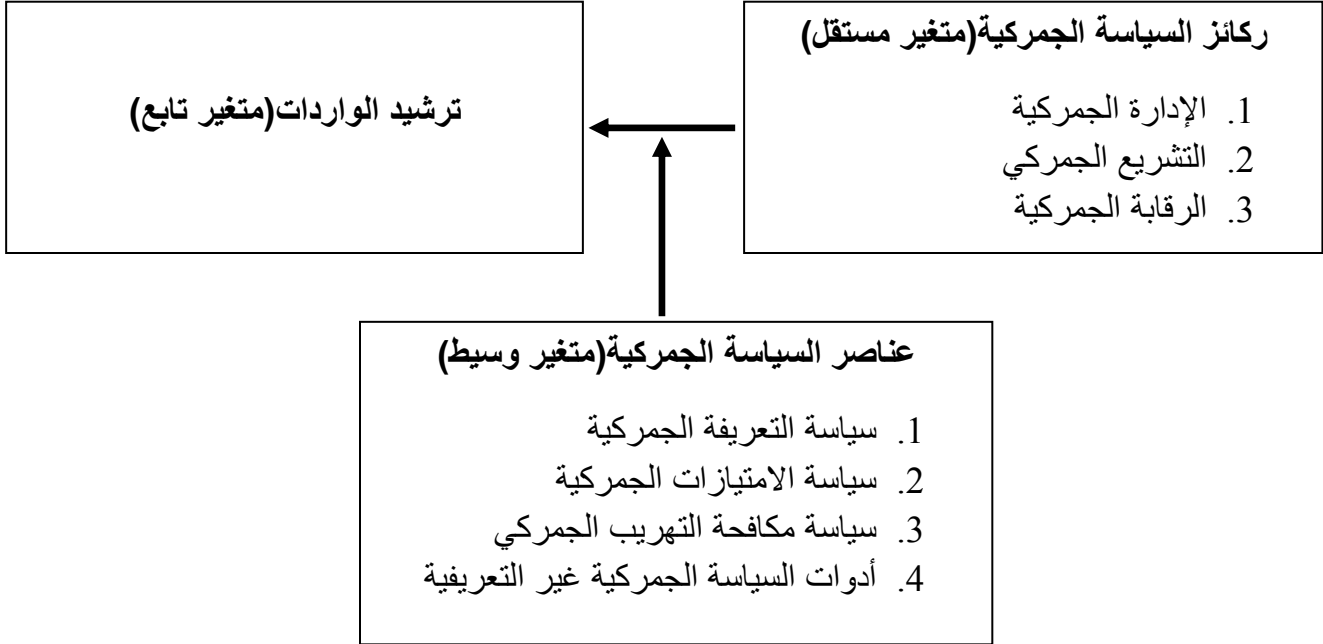 ركائز السياسة الجمركية(متغير مستقل)
1. الإدارة الجمركية
2. التشريع الجمركي
3. الرقابة الجمركية
ترشيد الواردات(متغير تابع)
عناصر السياسة الجمركية(متغير وسيط)
1. سياسة التعريفة الجمركية
2. سياسة الامتيازات الجمركية
3. سياسة مكافحة التهريب الجمركي
4. أدوات السياسة الجمركية غير التعريفية